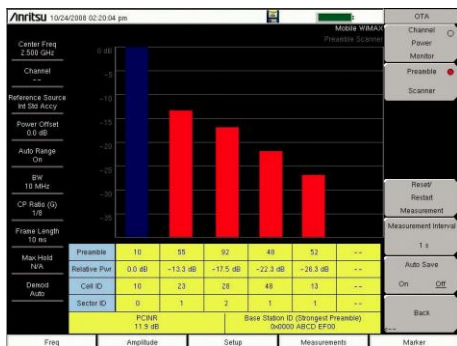 Anritsu 10/24/2008 02:20:04 pm
OTA
Mobile WiMAX
Preamble Scanner
Center Freq
2.500 GHz
Channel
--
Reference Source
Int Std Accy
Power Offset
0.0 dB
Auto Range
On
BW
10 MHz
CP Ratio (G)
1/8
Frame Length
10 ms
Max Hold
N/A
Demod
Auto
0 dB
-5
-10
-15
-20
-25
-30
-35
Preamble 10 55 92 48 52 --
Relative Pwr 0.0 dB -13.3 dB -17.5 dB -22.3 dB -26.3 dB --
Cell ID 10 23 28 48 13 --
Sector ID 0 1 2 1 1 --
PCINR
11.9 dB
Base Station ID (Strongest Preamble)
0x0000 ABCD EF00
Channel
Power
Monitor
Preamble
Scanner
Reset/
Restart
Measurement
Measurement Interval
1 s
Auto Save
On Off
Back
<---
Freq Amplitude Setup Measurements Marker